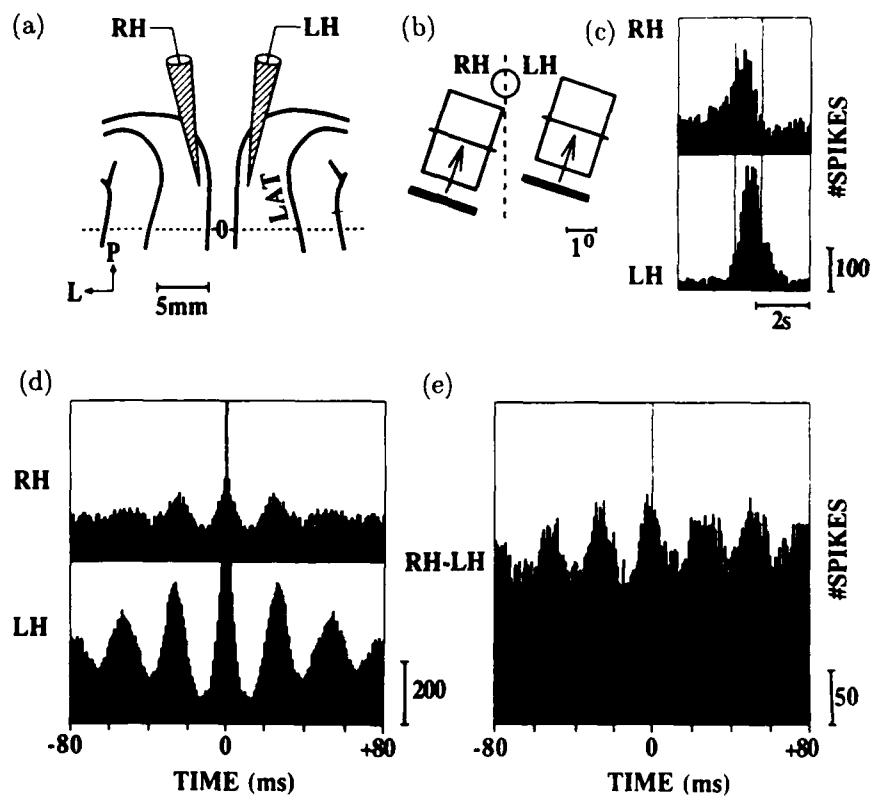 (a)
RH
LH
LAT
0
P
L
5mm
(b)
RH
LH
1⁰
(c)
RH
LH
#SPIKES
100
2s
(d)
RH
LH
200
-80
0
+80
TIME (ms)
(e)
RH-LH
#SPIKES
50
-80
0
+80
TIME (ms)